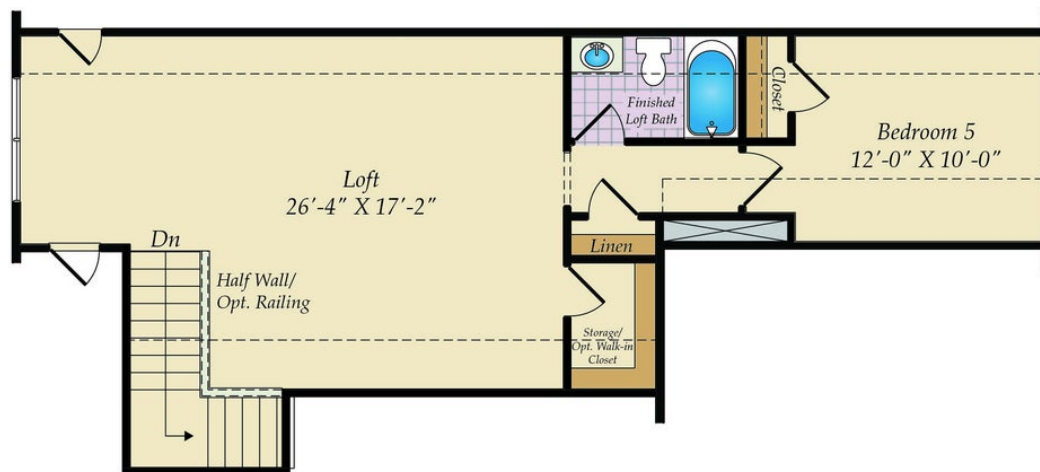 Finished
Loft Bath
Closet
Bedroom 5
12'-0" X 10'-0"
Loft
26'-4" X 17'-2"
Dn
Half Wall/
Opt. Railing
Linen
Storage/
Opt. Walk-in
Closet